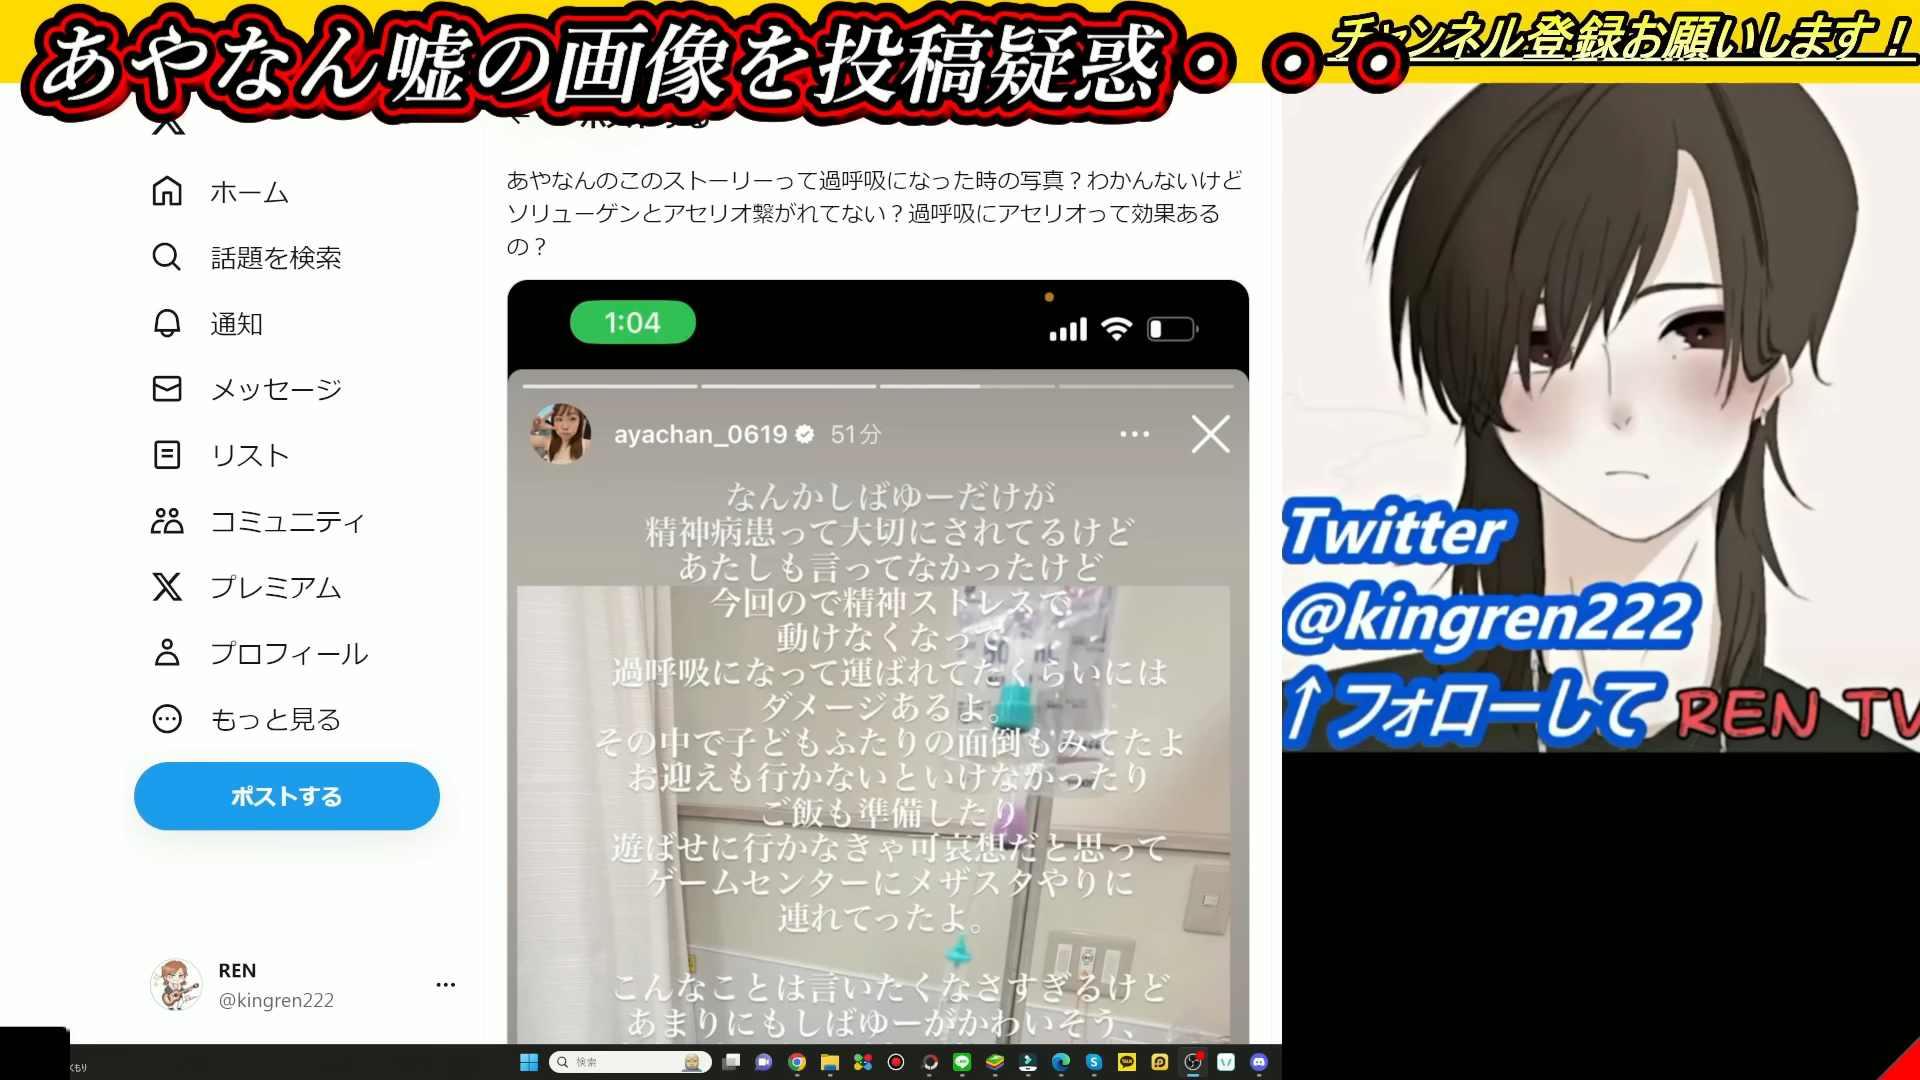 あやなん嘘の画像を投稿疑惑・・・
チャンネル登録お願いします！
ホーム
話題を検索
通知
メッセージ
リスト
コミュニティ
プレミアム
プロフィール
もっと見る
ポストする
REN
@kingren222
あやなんのこのストーリーって過呼吸になった時の写真？わかんないけど
ソリューゲンとアセリオ繋がれてない？過呼吸にアセリオって効果ある
の？
1:04
ayachan_0619 51分
なんかしばゆーだけが
精神病患って大切にされてるけど
あたしも言ってなかったけど
今回ので精神ストレスで
動けなくなって
過呼吸になって運ばれてたくらいには
ダメージあるよ。
その中で子どもふたりの面倒もみてたよ
お迎えも行かないといけなかったり
ご飯も準備したり
遊ばせに行かなきゃ可哀想だと思って
ゲームセンターにメザスタやりに
連れてったよ。
こんなことは言いたくなさすぎるけど
あまりにもしばゆーがかわいそう、
Twitter
@kingren222
↑フォローして
REN TV
検索